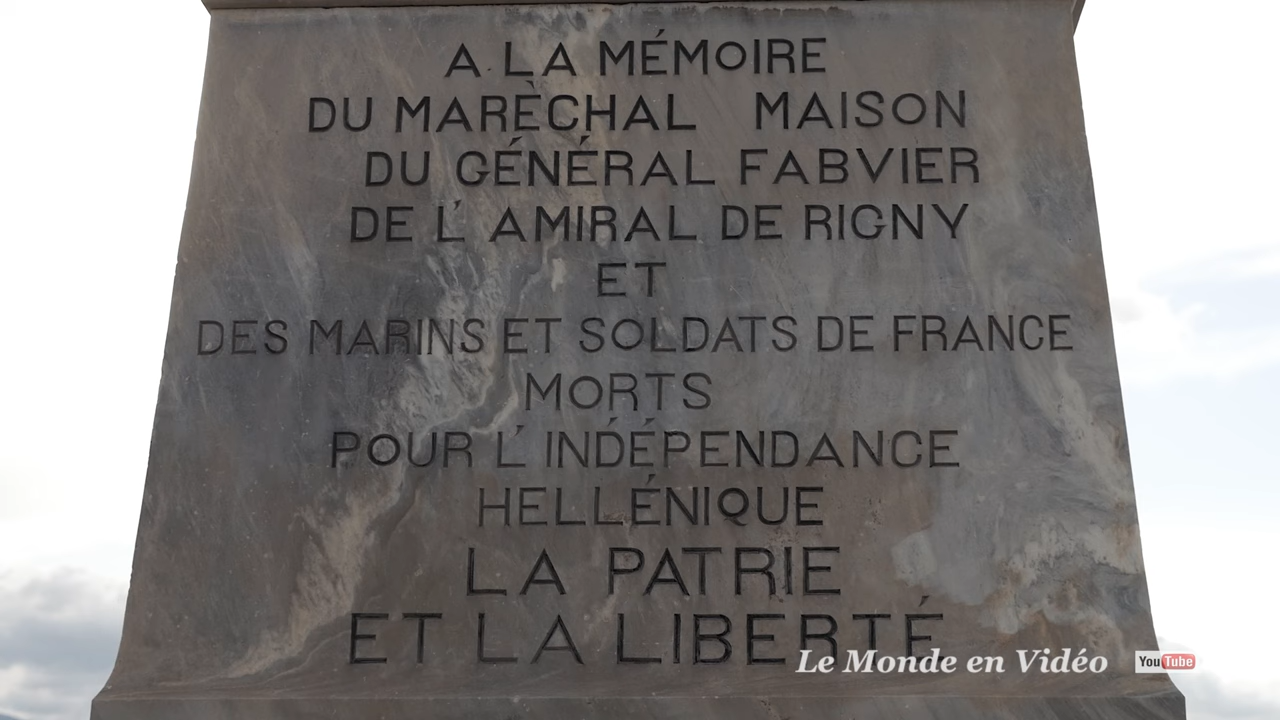 A LA MÉMOIRE
DU MARÈCHAL MAISON
DU GÉNÉRAL FABVIER
DE L'AMIRAL DE RIGNY
ET
DES MARINS ET SOLDATS DE FRANCE
MORTS
POUR L'INDÉPENDANCE
HELLÉNIQUE
LA PATRIE
ET LA LIBERTÉ
Le Monde en Vidéo YouTube